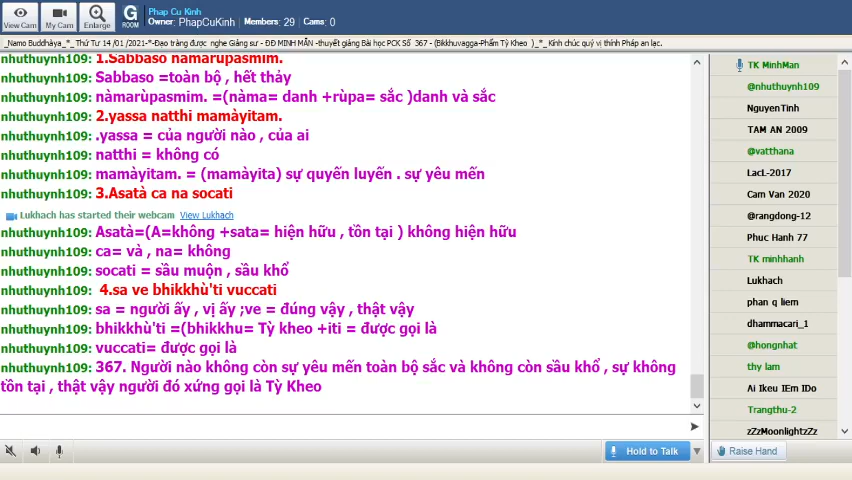 Phap Cu Kinh
Owner: PhapCuKinh Members: 29 Cams: 0
View Cam
My Cam
Enlarge
G ROOM
_Namo Buddhàya_*_ Thứ Tư 14 /01 /2021-*-Đạo tràng được nghe Giảng sư - ĐĐ MINH MẪN -thuyết giảng Bài học PCK Số 367 - (Bikkhuvagga-Phẩm Tỳ Kheo )_*_ Kính chúc quý vị thính Pháp an lạc.
nhuthuynh109: 1.Sabbaso nàmarùpasmim.
nhuthuynh109: Sabbaso =toàn bộ , hết thảy
nhuthuynh109: nàmarùpasmim. =(nàma= danh +rùpa= sắc )danh và sắc
nhuthuynh109: 2.yassa natthi mamàyitam.
nhuthuynh109: .yassa = của người nào , của ai
nhuthuynh109: natthi = không có
nhuthuynh109: mamàyitam. = (mamàyita) sự quyến luyến . sự yêu mến
nhuthuynh109: 3.Asatà ca na socati
Lukhach has started their webcam View Lukhach
nhuthuynh109: Asatà=(A=không +sata= hiện hữu , tồn tại ) không hiện hữu
nhuthuynh109: ca= và , na= không
nhuthuynh109: socati = sầu muộn , sầu khổ
nhuthuynh109: 4.sa ve bhikkhù'ti vuccati
nhuthuynh109: sa = người ấy , vị ấy ;ve = đúng vậy , thật vậy
nhuthuynh109: bhikkhù'ti =(bhikkhu= Tỳ kheo +iti = được gọi là
nhuthuynh109: vuccati= được gọi là
nhuthuynh109: 367. Người nào không còn sự yêu mến toàn bộ sắc và không còn sầu khổ , sự không
tồn tại , thật vậy người đó xứng gọi là Tỳ Kheo
TK MinhMan
@nhuthuynh109
NguyenTinh
TAM AN 2009
@vatthana
LacL-2017
Cam Van 2020
@rangdong-12
Phuc Hanh 77
TK minhhanh
Lukhach
phan q liem
dhammacari_1
@hongnhat
thy lam
Ai Ikeu IEm IDo
Trangthu-2
zZzMoonlightzZz
Hold to Talk
Raise Hand